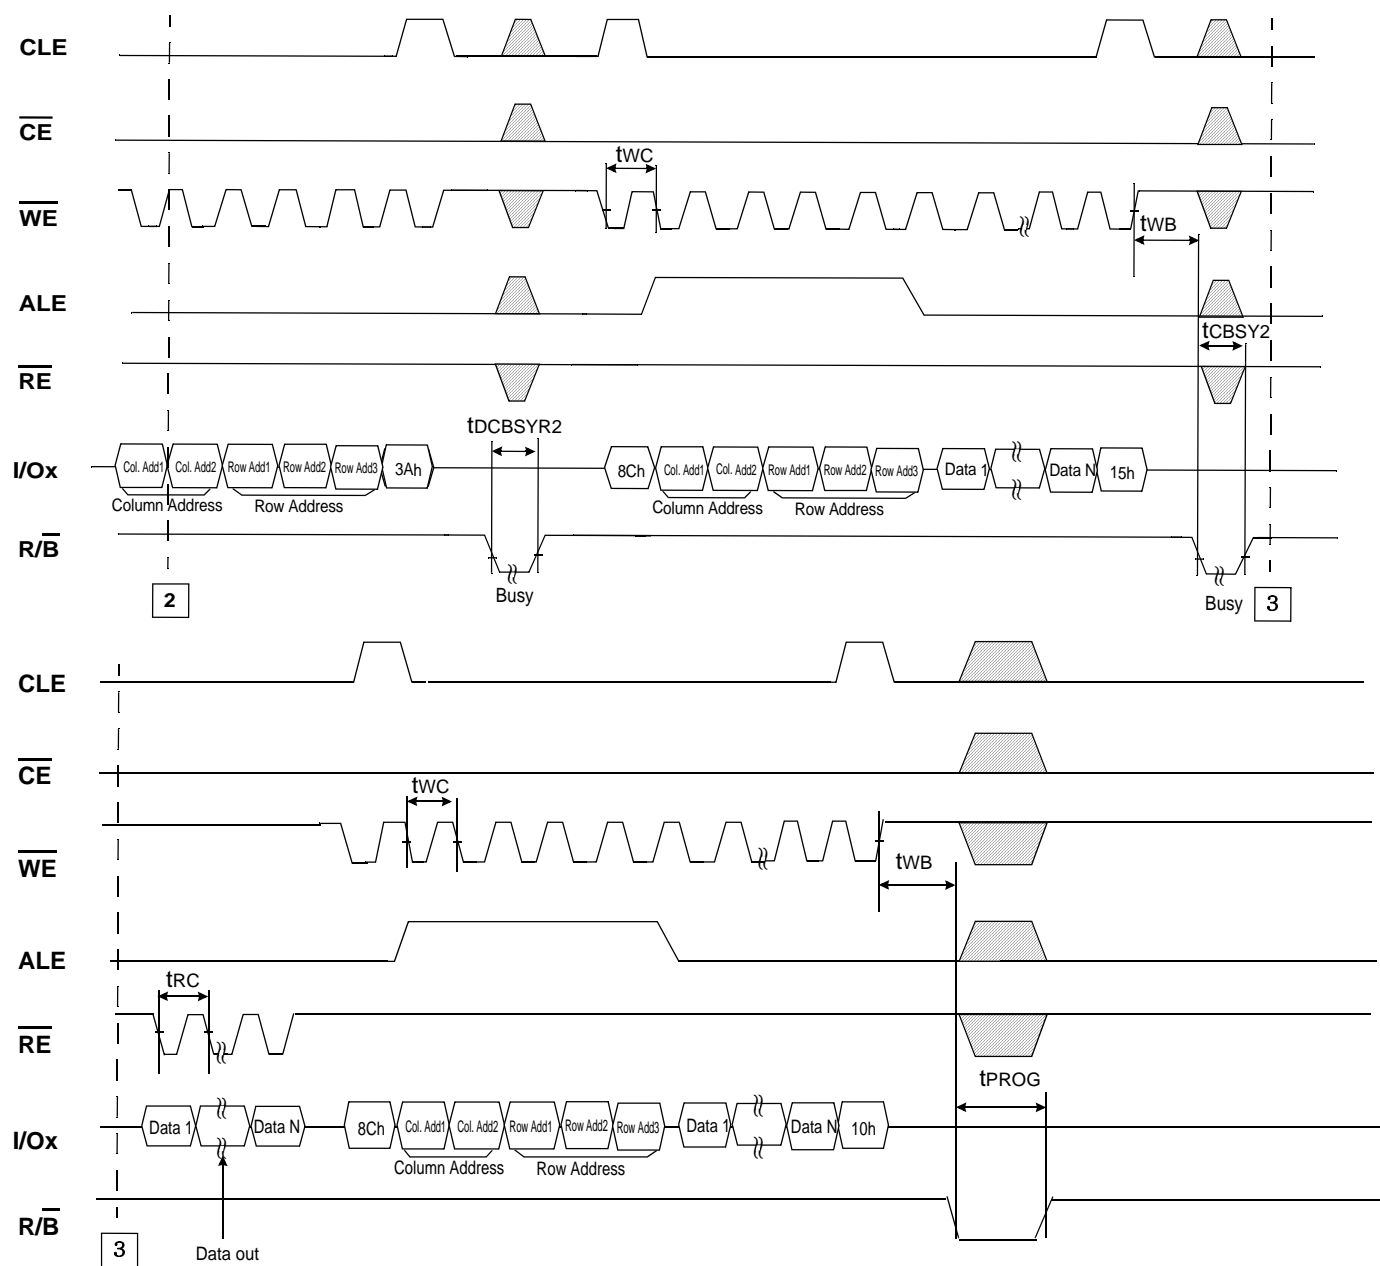 CLE
CE
tWC
WE
tWB
ALE
tCBSY2
RE
tDCBSYR2
I/Ox
Col. Add1 Col. Add2 Row Add1 Row Add2 Row Add3 3Ah 8Ch Col. Add1 Col. Add2 Row Add1 Row Add2 Row Add3 Data 1 Data N 15h
Column Address Row Address Column Address Row Address
R/B
Busy Busy
2 3
CLE
CE
tWC
WE
tWB
ALE
tRC
RE
tPROG
I/Ox
Data 1 Data N 8Ch Col. Add1 Col. Add2 Row Add1 Row Add2 Row Add3 Data 1 Data N 10h
Column Address Row Address
R/B
3
Data out